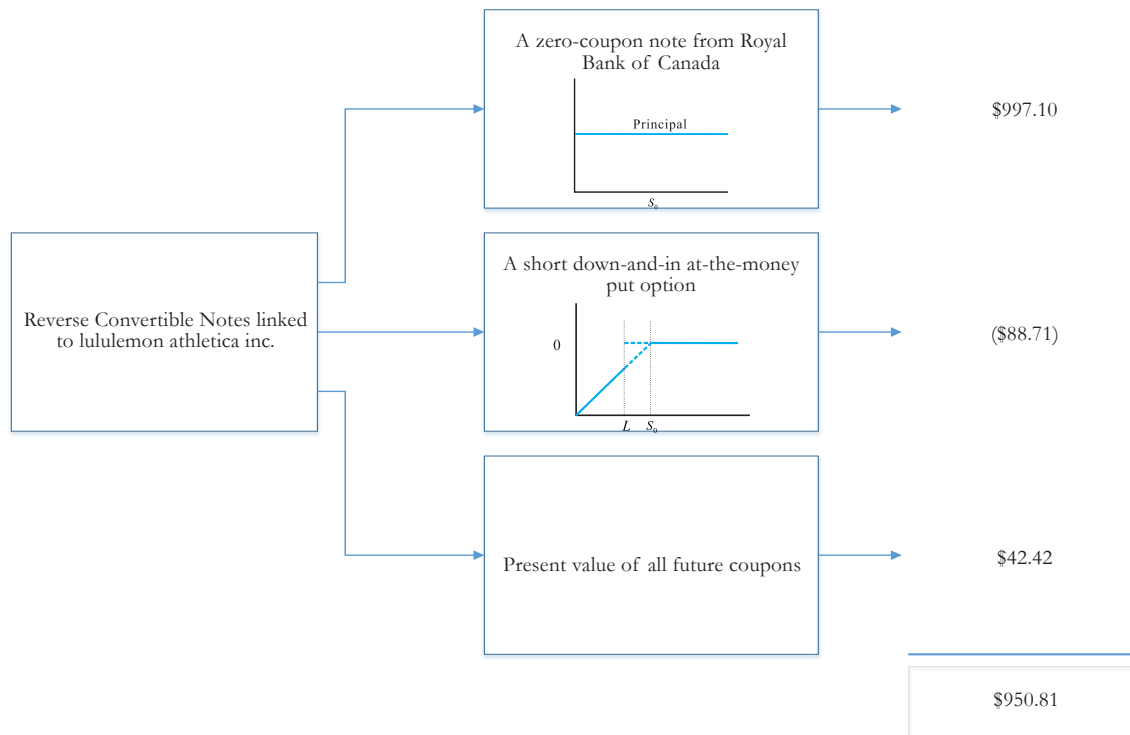 A zero-coupon note from Royal
Bank of Canada
Principal
S₀
$997.10
Reverse Convertible Notes linked
to lululemon athletica inc.
A short down-and-in at-the-money
put option
0
L S₀
($88.71)
Present value of all future coupons
$42.42
$950.81